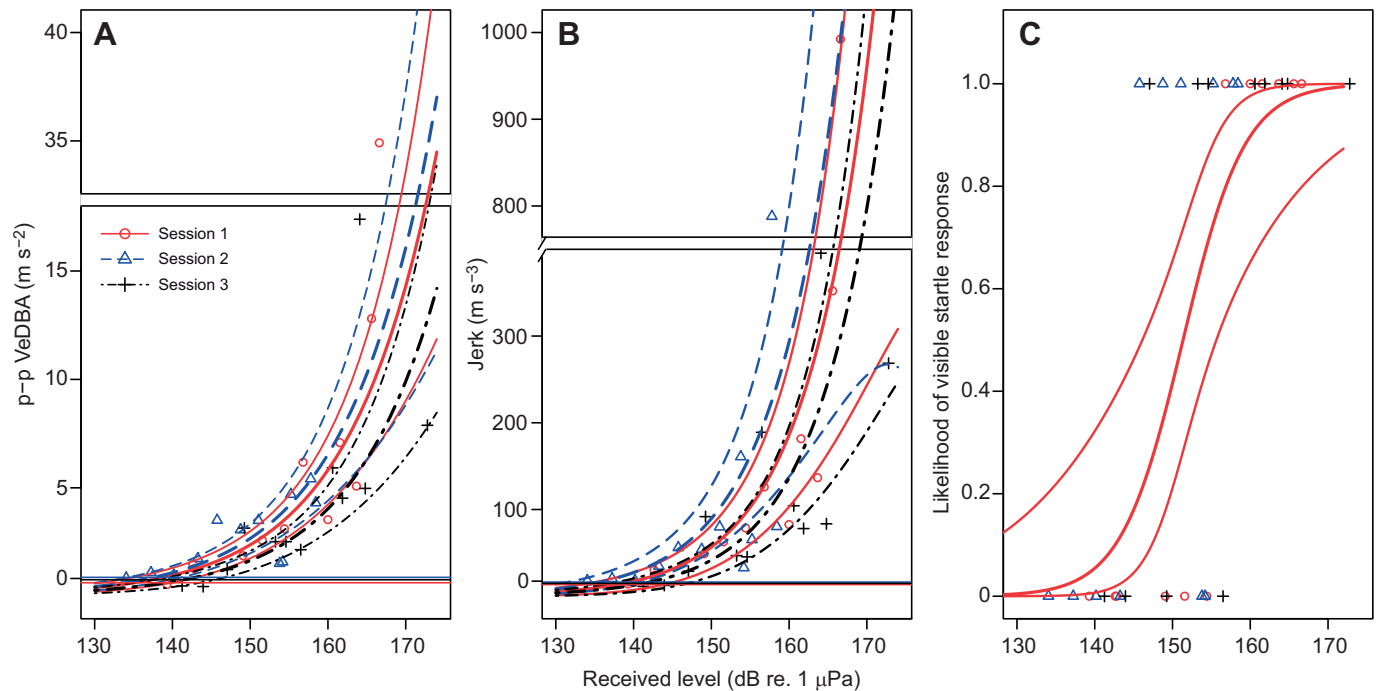 A
p−p VeDBA (m s−2)
40
35
15
10
5
0
Session 1
Session 2
Session 3
130 140 150 160 170
B
Jerk (m s−3)
1000
900
800
300
200
100
0
130 140 150 160 170
Received level (dB re. 1 μPa)
C
Likelihood of visible startle response
1.0
0.8
0.6
0.4
0.2
0
130 140 150 160 170